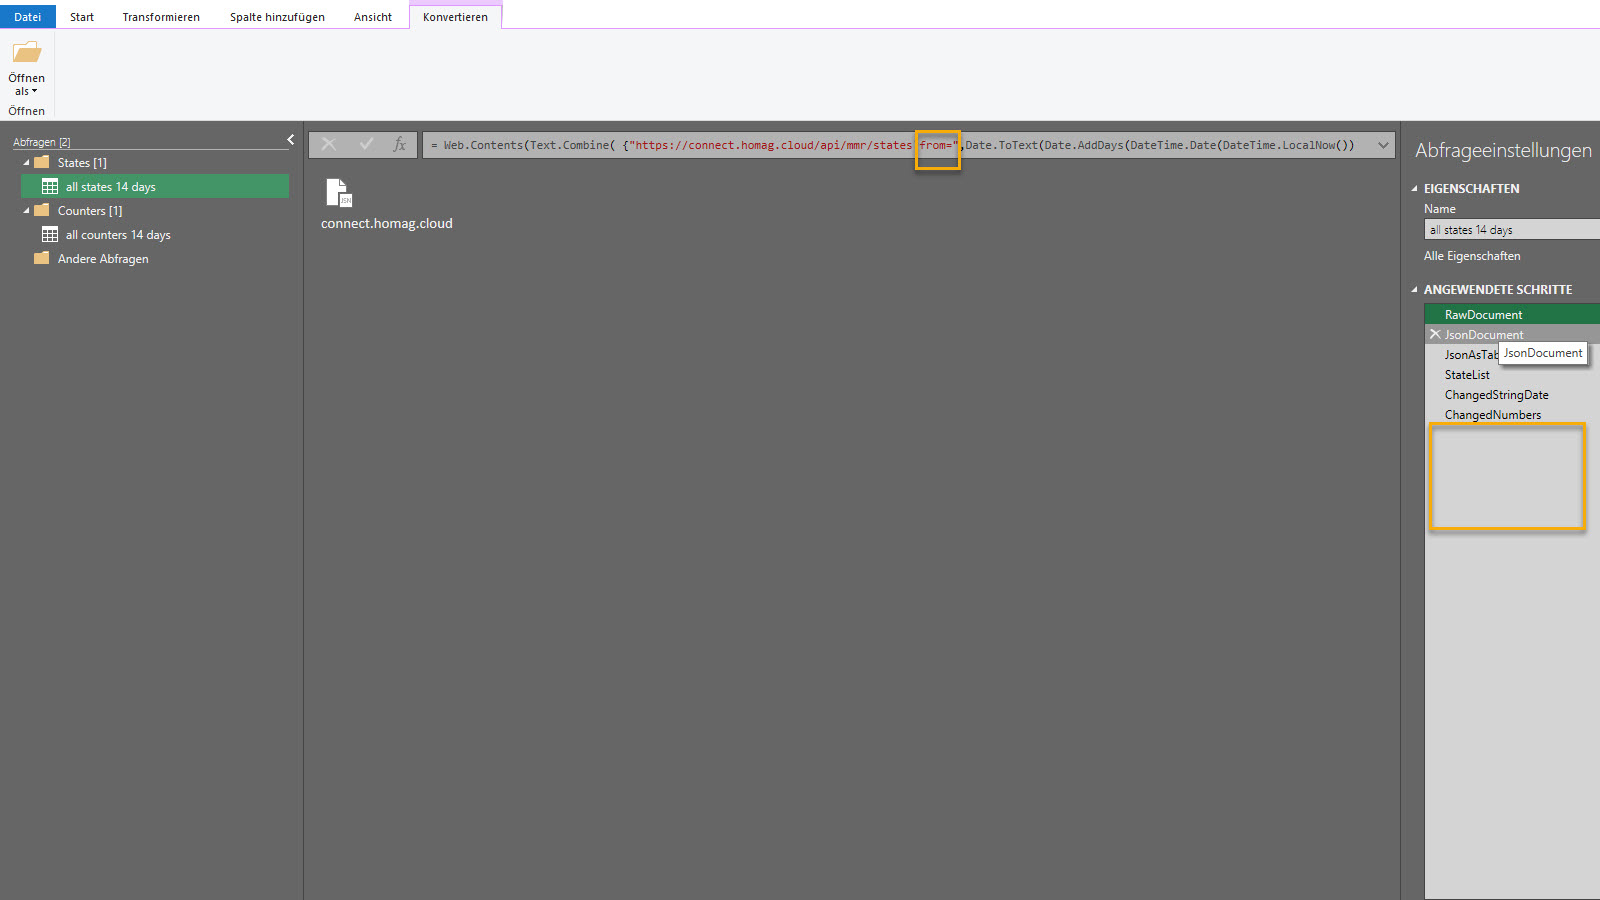 Datei Start Transformieren Spalte hinzufügen Ansicht Konvertieren
Öffnen
als
Öffnen
Abfragen [2]
States [1]
all states 14 days
Counters [1]
all counters 14 days
Andere Abfragen
fx
= Web.Contents(Text.Combine( {"https://connect.homag.cloud/api/mmr/states from=",Date.ToText(Date.AddDays(DateTime.Date(DateTime.LocalNow())
JSN
connect.homag.cloud
Abfrageeinstellungen
EIGENSCHAFTEN
Name
all states 14 days
Alle Eigenschaften
ANGEWENDETE SCHRITTE
RawDocument
JsonDocument
JsonAsTab
JsonDocument
StateList
ChangedStringDate
ChangedNumbers